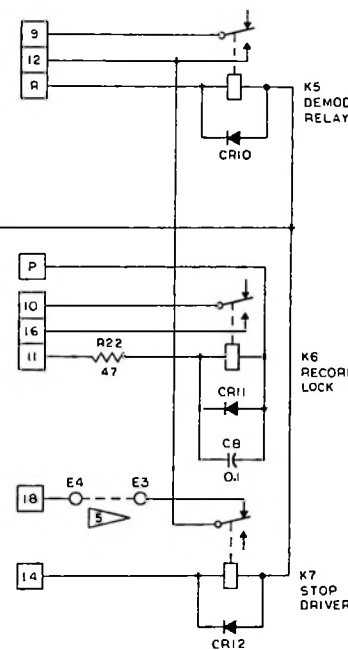 9
12
A
K5
DEMOD
RELAY
CR10
P
10
16
11
R22
47
K6
RECOR
LOCK
CR11
C8
0.1
18
E4
E3
5
14
K7
STOP
DRIVER
CR12